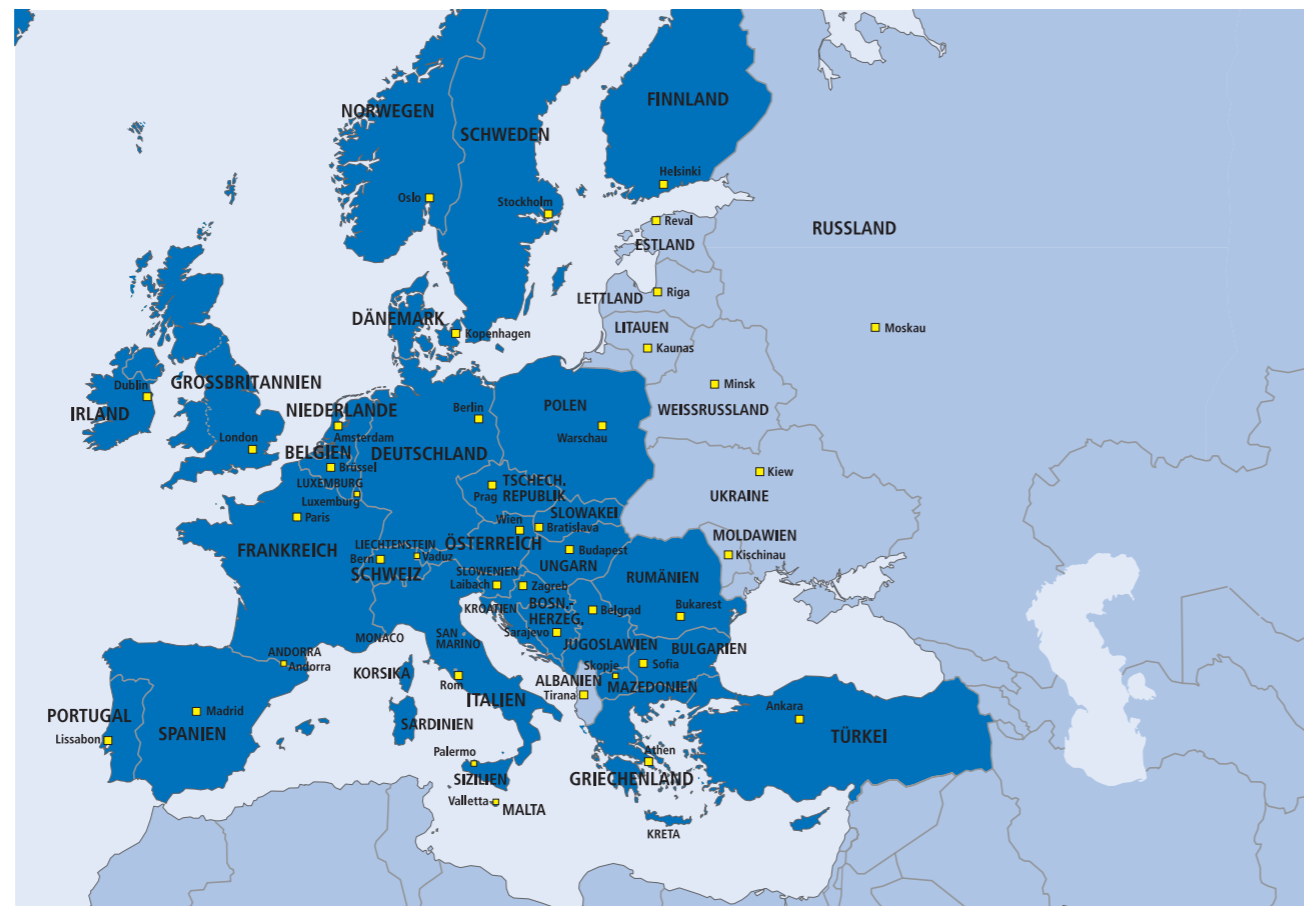 NORWEGEN
FINNLAND
SCHWEDEN
Helsinki
Oslo
Stockholm
Reval
ESTLAND
RUSSLAND
LETTLAND
Riga
DÄNEMARK
Kopenhagen
LITAUEN
Kaunas
Moskau
Dublin
GROSSBRITANNIEN
IRLAND
Minsk
WEISSRUSSLAND
NIEDERLANDE
Amsterdam
Berlin
POLEN
Warschau
London
BELGIEN
Brüssel
DEUTSCHLAND
LUXEMBURG
Luxemburg
Prag
TSCHECH.
REPUBLIK
Kiew
UKRAINE
Paris
SLOWAKEI
Bratislava
Wien
ÖSTERREICH
MOLDAWIEN
Kischinau
FRANKREICH
LIECHTENSTEIN
Vaduz
Bern
SCHWEIZ
Budapest
UNGARN
RUMÄNIEN
SLOWENIEN
Laibach
Zagreb
KROATIEN
BOSN.-
HERZEG.
Sarajevo
Belgrad
Bukarest
JUGOSLAWIEN
BULGARIEN
MONACO
SAN
MARINO
ANDORRA
Andorra
KORSIKA
Rom
ITALIEN
Skopje
Sofia
MAZEDONIEN
ALBANIEN
Tirana
PORTUGAL
Lissabon
Madrid
SPANIEN
SARDINIEN
Ankara
TÜRKEI
Palermo
SIZILIEN
Athen
GRIECHENLAND
Valletta
MALTA
KRETA